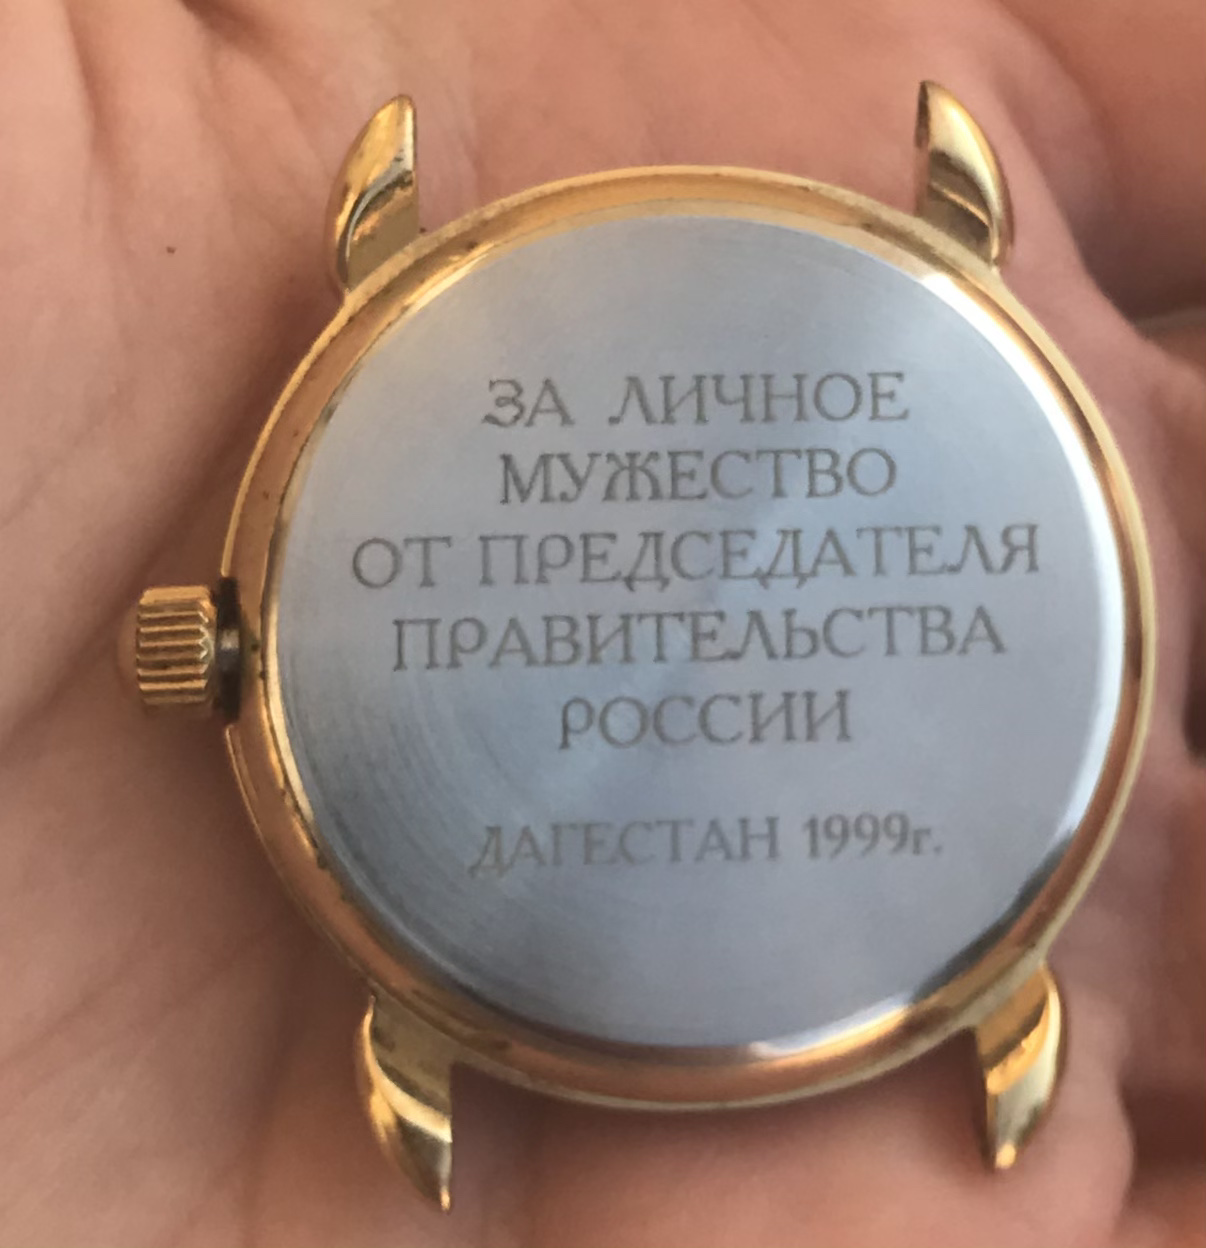 ЗА ЛИЧНОЕ
МУЖЕСТВО
ОТ ПРЕДСЕДАТЕЛЯ
ПРАВИТЕЛЬСТВА
РОССИИ
ДАГЕСТАН 1999г.